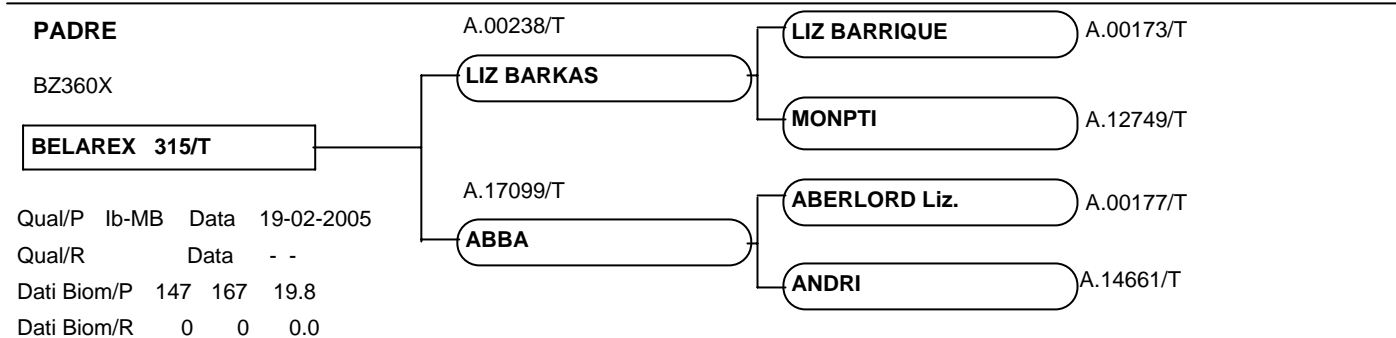 PADRE
BZ360X
BELAREX 315/T
Qual/P Ib-MB Data 19-02-2005
Qual/R Data - -
Dati Biom/P 147 167 19.8
Dati Biom/R 0 0 0.0
A.00238/T
LIZ BARKAS
A.17099/T
ABBA
LIZ BARRIQUE A.00173/T
MONPTI A.12749/T
ABERLORD Liz. A.00177/T
ANDRI A.14661/T